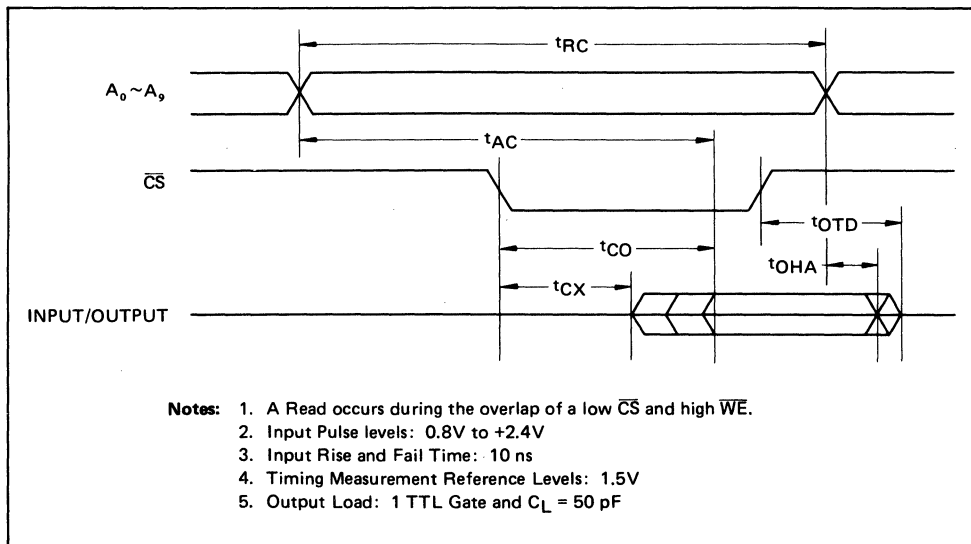 tRC
A0~A9
tAC
CS
tOTD
tCO
tOHA
tCX
INPUT/OUTPUT
Notes: 1. A Read occurs during the overlap of a low CS and high WE.
2. Input Pulse levels: 0.8V to +2.4V
3. Input Rise and Fail Time: 10 ns
4. Timing Measurement Reference Levels: 1.5V
5. Output Load: 1 TTL Gate and CL = 50 pF